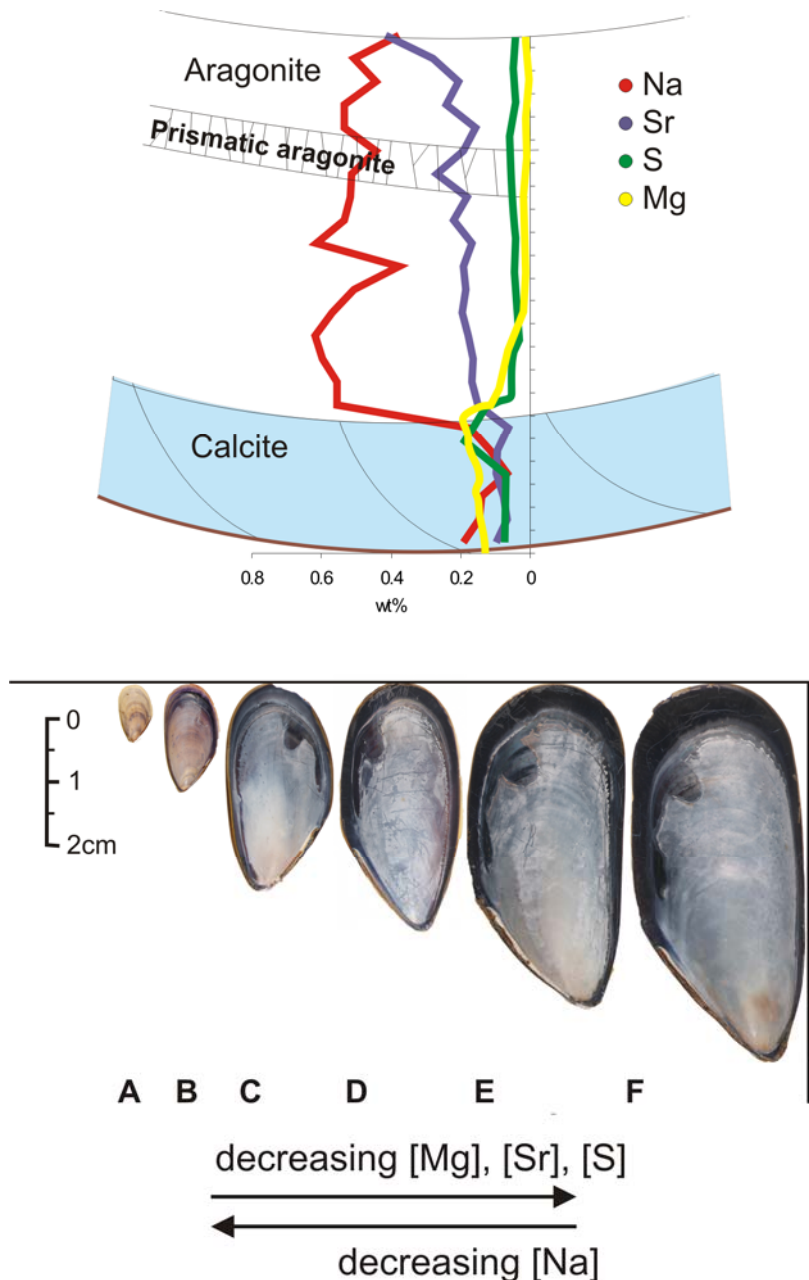 Aragonite
Prismatic aragonite
Na
Sr
S
Mg
Calcite
0.8 0.6 0.4 0.2 0
wt%
0
1
2cm
A B C D E F
decreasing [Mg], [Sr], [S]
decreasing [Na]